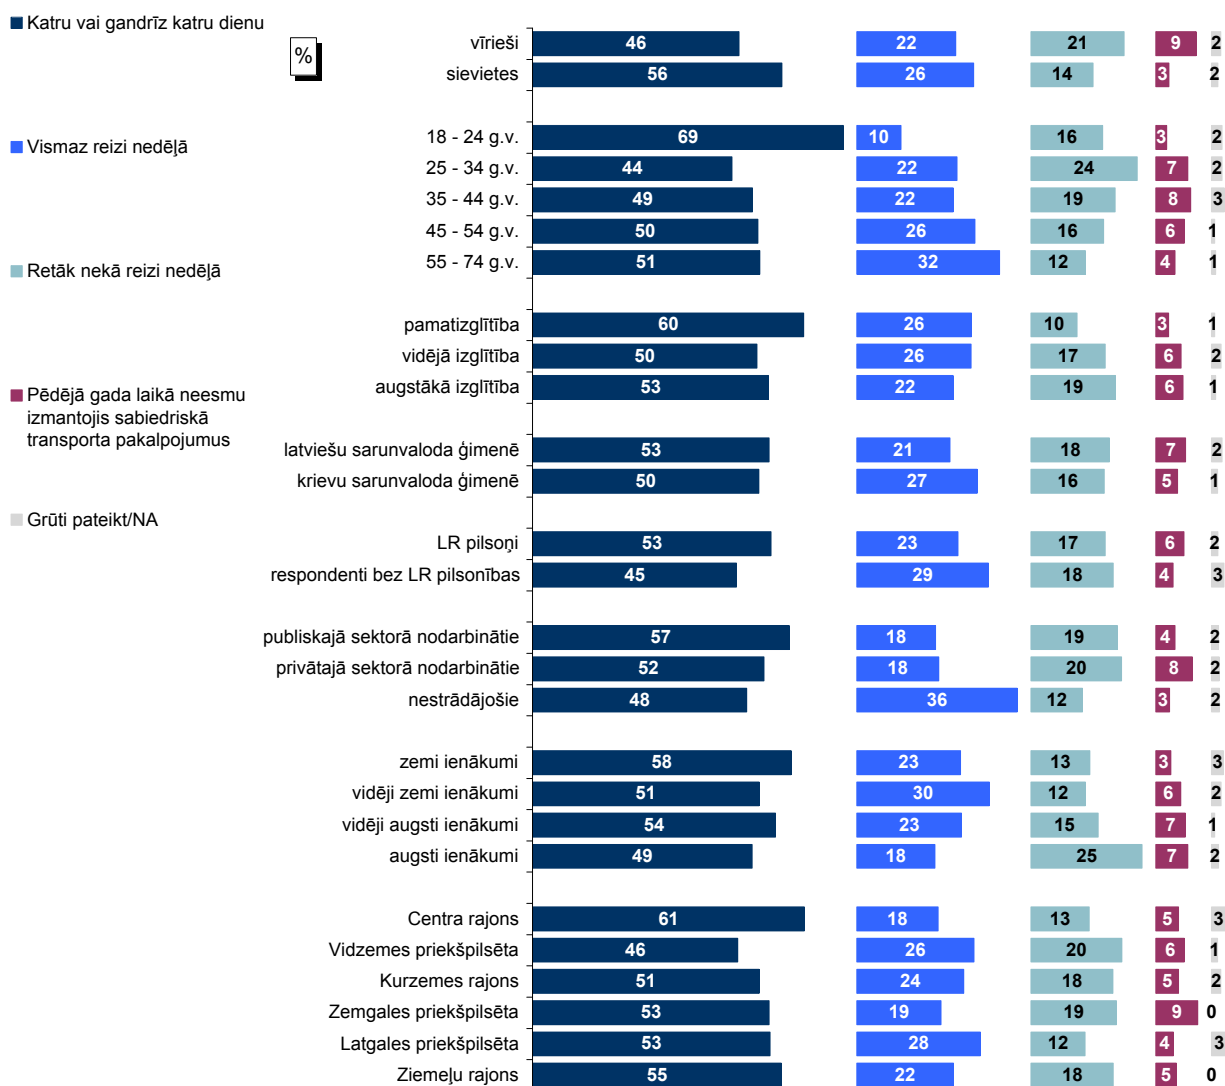 Katru vai gandrīz katru dienu
%
Vismaz reizi nedēļā
Retāk nekā reizi nedēļā
Pēdējā gada laikā neesmu
izmantojis sabiedriskā
transporta pakalpojumus
Grūti pateikt/NA
vīrieši 46 22 21 9 2
sievietes 56 26 14 3 2
18 - 24 g.v. 69 10 16 3 2
25 - 34 g.v. 44 22 24 7 2
35 - 44 g.v. 49 22 19 8 3
45 - 54 g.v. 50 26 16 6 1
55 - 74 g.v. 51 32 12 4 1
pamatizglītība 60 26 10 3 1
vidējā izglītība 50 26 17 6 2
augstākā izglītība 53 22 19 6 1
latviešu sarunvaloda ģimenē 53 21 18 7 2
krievu sarunvaloda ģimenē 50 27 16 5 1
LR pilsoņi 53 23 17 6 2
respondenti bez LR pilsonības 45 29 18 4 3
publiskajā sektorā nodarbinātie 57 18 19 4 2
privātajā sektorā nodarbinātie 52 18 20 8 2
nestrādājošie 48 36 12 3 2
zemi ienākumi 58 23 13 3 3
vidēji zemi ienākumi 51 30 12 6 2
vidēji augsti ienākumi 54 23 15 7 1
augsti ienākumi 49 18 25 7 2
Centra rajons 61 18 13 5 3
Vidzemes priekšpilsēta 46 26 20 6 1
Kurzemes rajons 51 24 18 5 2
Zemgales priekšpilsēta 53 19 19 9 0
Latgales priekšpilsēta 53 28 12 4 3
Ziemeļu rajons 55 22 18 5 0